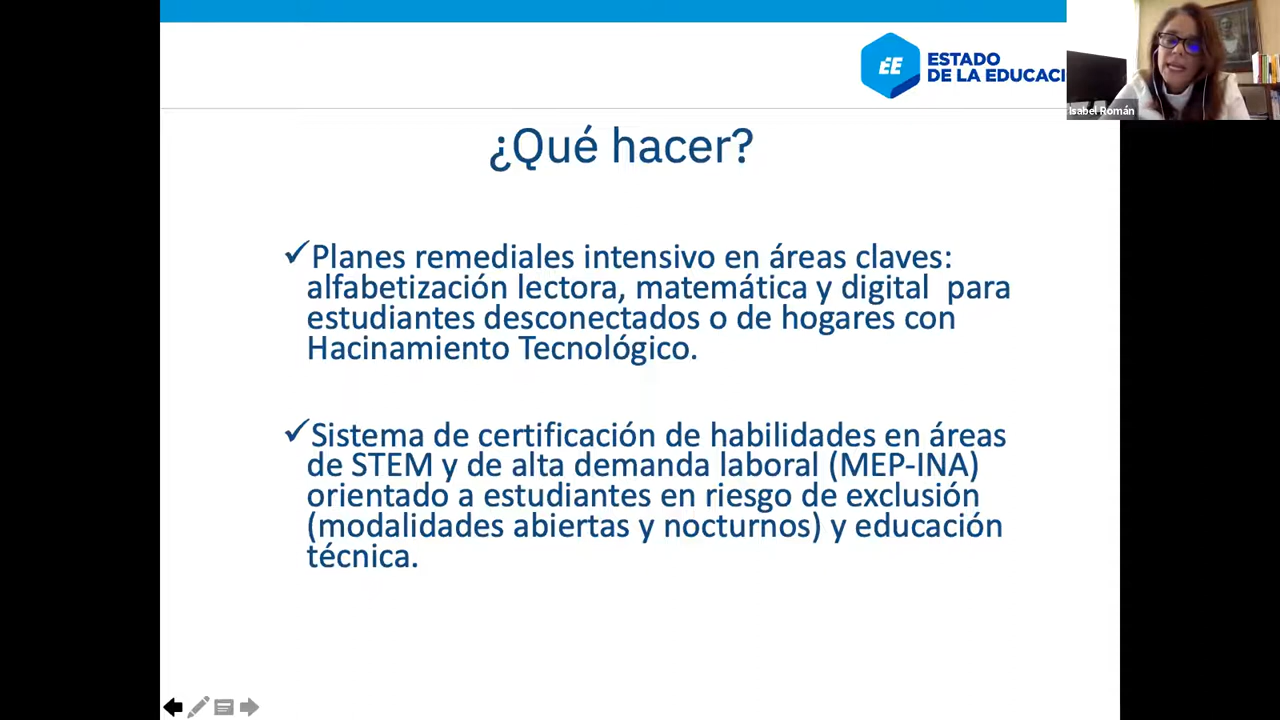 ÉE
ESTADO
DE LA EDUCACI
Isabel Román
¿Qué hacer?
✓Planes remediales intensivo en áreas claves:
alfabetización lectora, matemática y digital para
estudiantes desconectados o de hogares con
Hacinamiento Tecnológico.
✓Sistema de certificación de habilidades en áreas
de STEM y de alta demanda laboral (MEP-INA)
orientado a estudiantes en riesgo de exclusión
(modalidades abiertas y nocturnos) y educación
técnica.